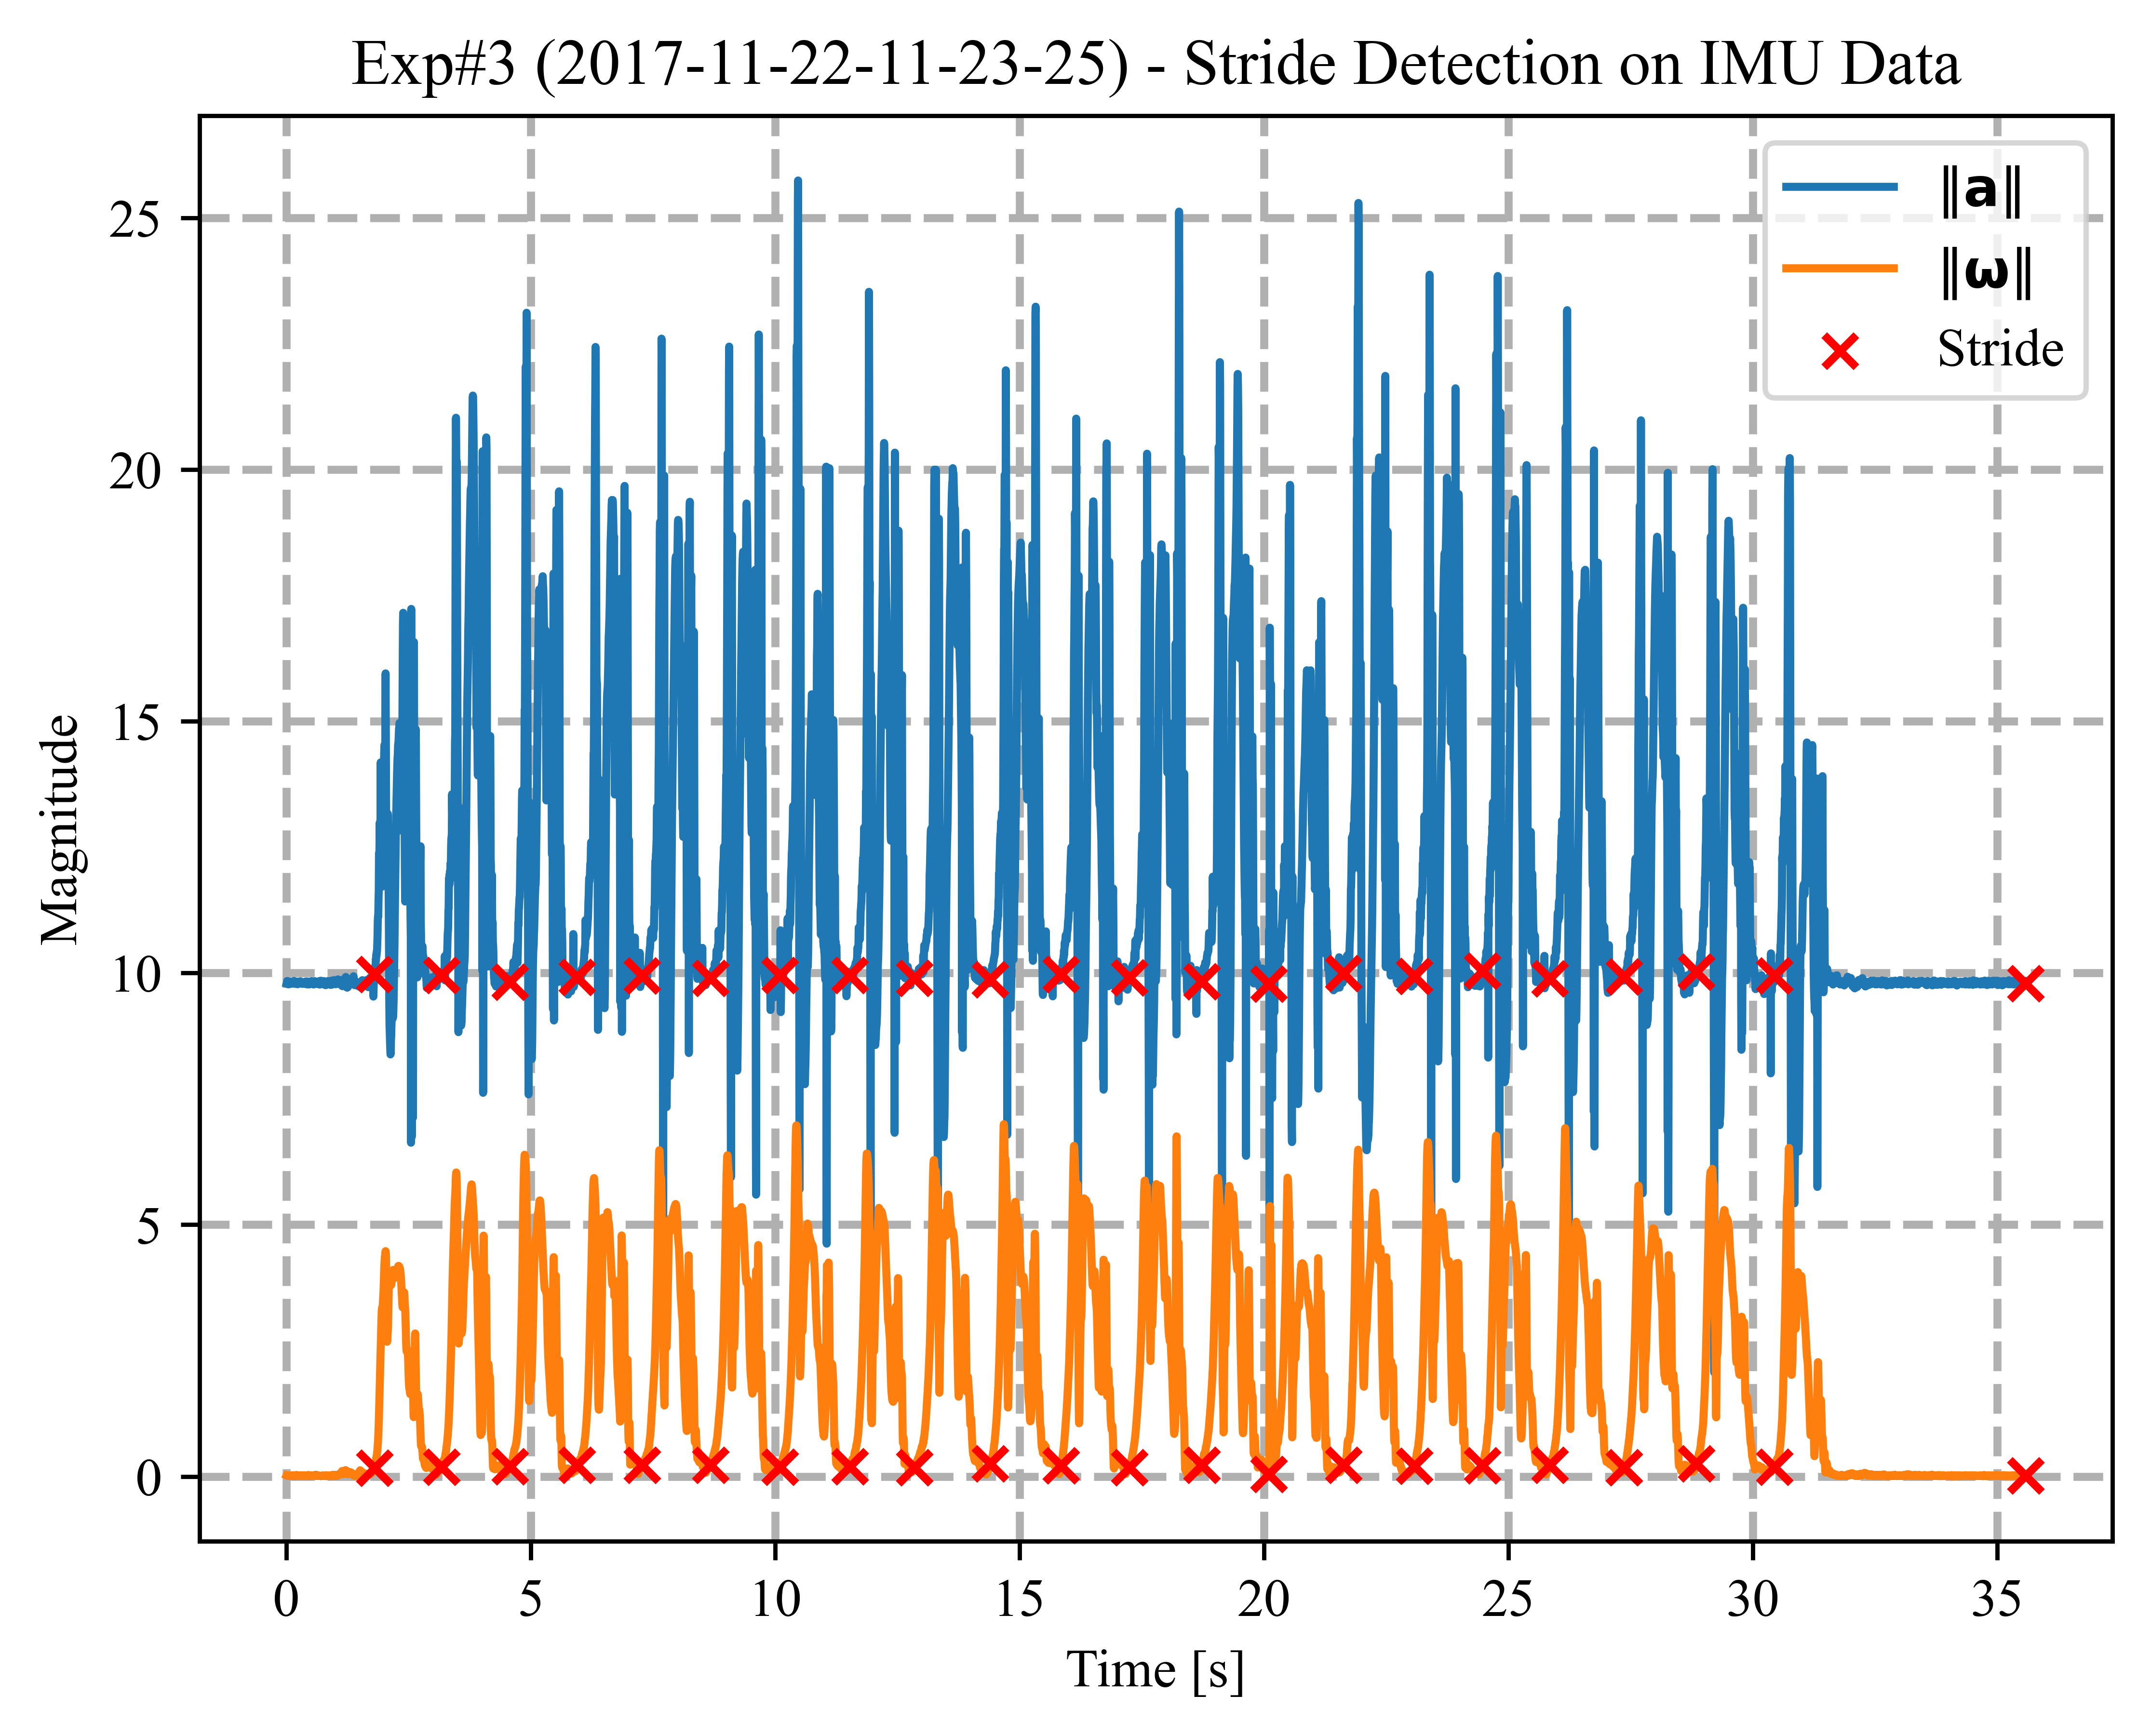 Exp#3 (2017-11-22-11-23-25) - Stride Detection on IMU Data
‖a‖
‖ω‖
Stride
Magnitude
25
20
15
10
5
0
0 5 10 15 20 25 30 35
Time [s]